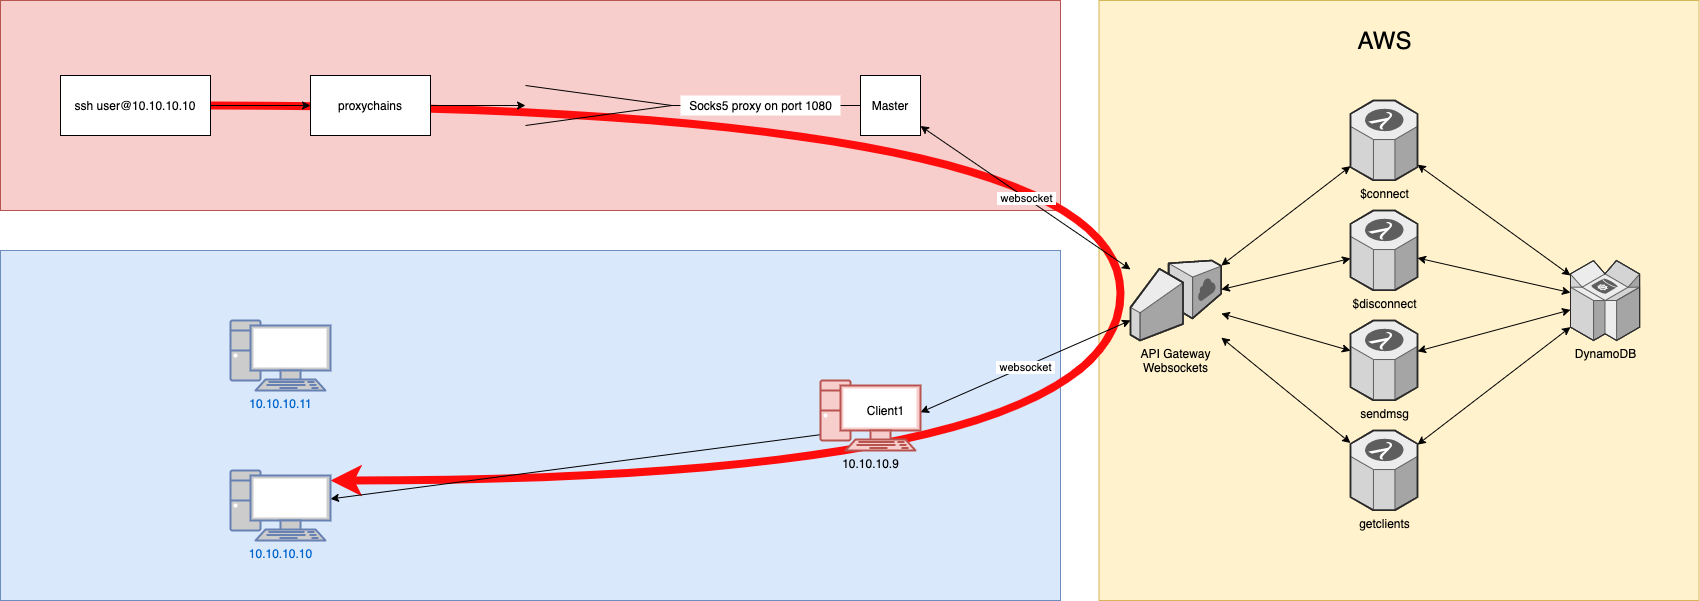 AWS
ssh user@10.10.10.10
proxychains
Socks5 proxy on port 1080
Master
websocket
$connect
$disconnect
API Gateway
Websockets
DynamoDB
websocket
10.10.10.11
Client1
sendmsg
10.10.10.9
getclients
10.10.10.10